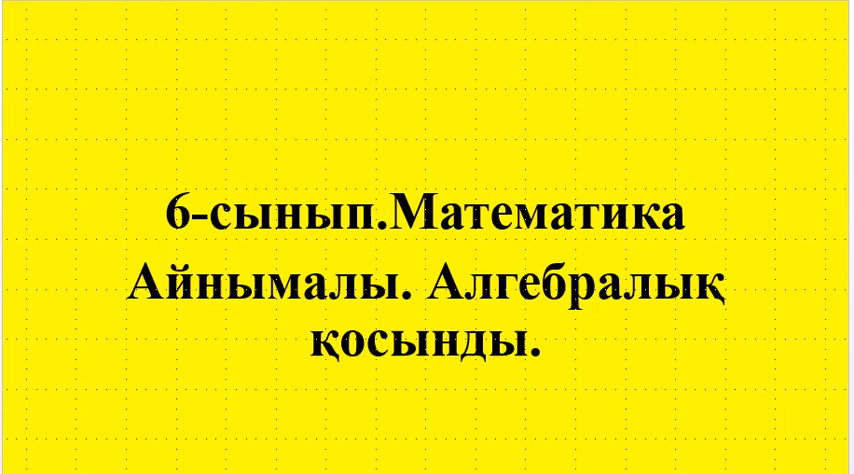 6-сынып.Математика
Айнымалы. Алгебралық
қосынды.